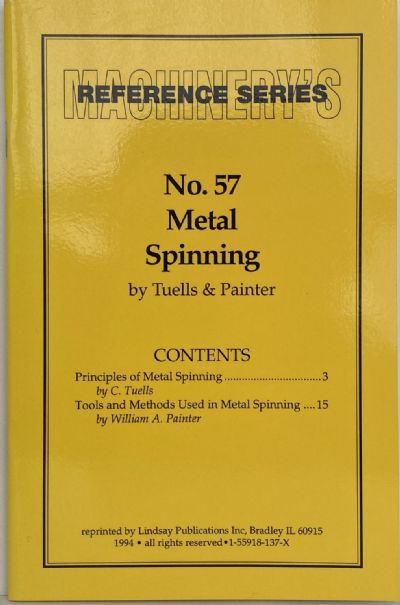 MACHINERY'S
REFERENCE SERIES
No. 57
Metal
Spinning
by Tuells & Painter
CONTENTS
Principles of Metal Spinning ................................ 3
by C. Tuells
Tools and Methods Used in Metal Spinning .... 15
by William A. Painter
reprinted by Lindsay Publications Inc, Bradley IL 60915
1994 • all rights reserved•1-55918-137-X